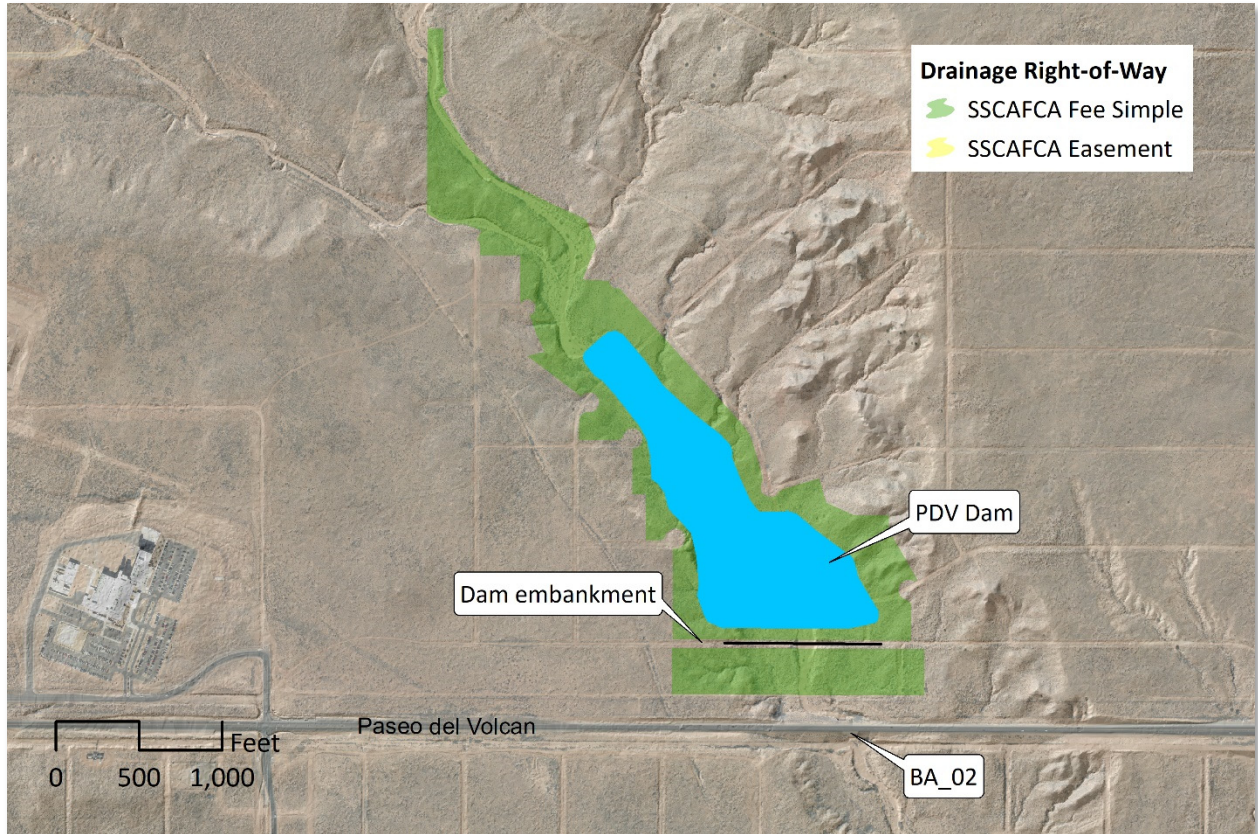 Drainage Right-of-Way
SSCAFCA Fee Simple
SSCAFCA Easement
PDV Dam
Dam embankment
Paseo del Volcan
Feet
0 500 1,000
BA_02